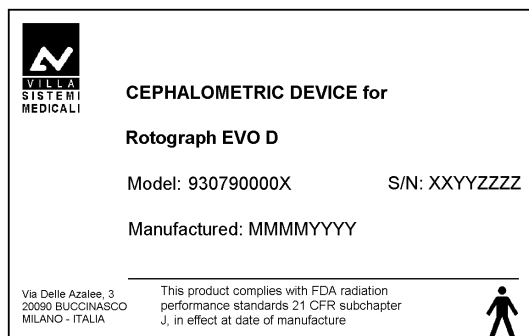 VILLA
SISTEMI
MEDICALI
CEPHALOMETRIC DEVICE for
Rotograph EVO D
Model: 930790000X S/N: XXYYZZZZ
Manufactured: MMMMYYYY
Via Delle Azalee, 3
20090 BUCCINASCO
MILANO - ITALIA
This product complies with FDA radiation
performance standards 21 CFR subchapter
J, in effect at date of manufacture